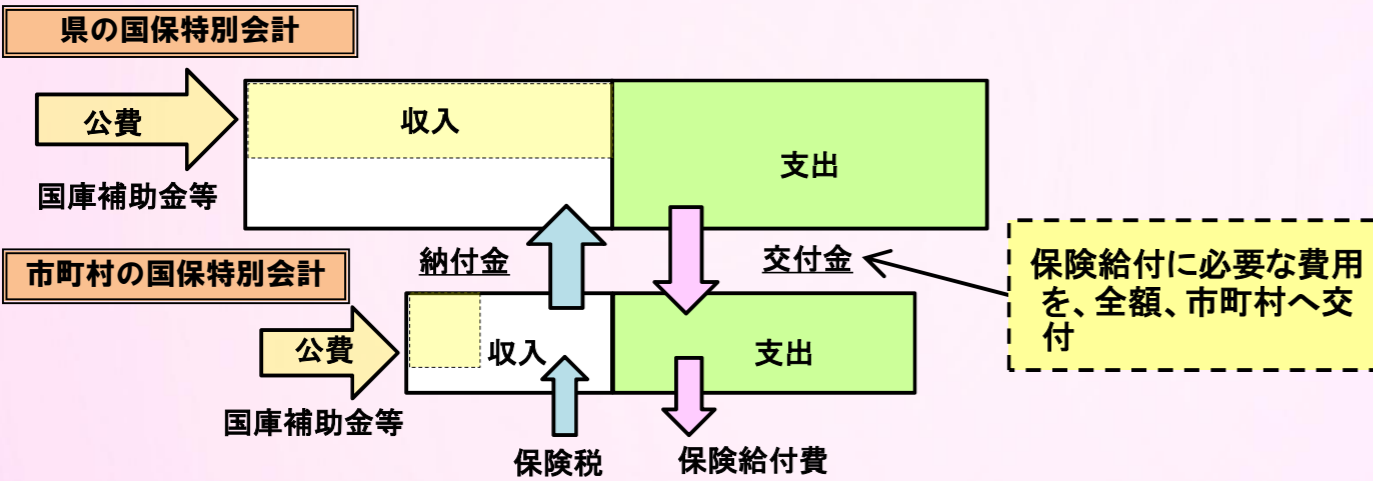 県の国保特別会計
公費
国庫補助金等
収入
支出
納付金
交付金
保険給付に必要な費用
を、全額、市町村へ交
付
市町村の国保特別会計
公費
国庫補助金等
収入
支出
保険税
保険給付費